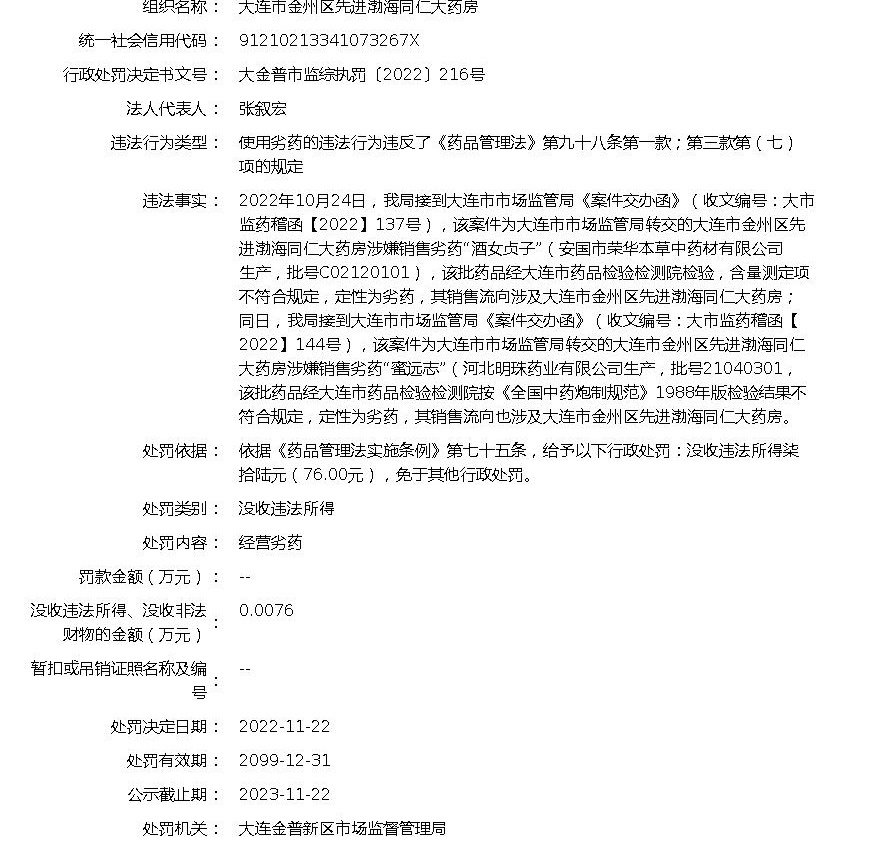 组织名称： 大连市金州区先进渤海同仁大药房
统一社会信用代码： 91210213341073267X
行政处罚决定书文号： 大金普市监综执罚〔2022〕216号
法人代表人： 张叙宏
违法行为类型： 使用劣药的违法行为违反了《药品管理法》第九十八条第一款；第三款第（七）
项的规定
违法事实： 2022年10月24日，我局接到大连市市场监管局《案件交办函》（收文编号：大市
监药稽函【2022】137号），该案件为大连市市场监管局转交的大连市金州区先
进渤海同仁大药房涉嫌销售劣药“酒女贞子”（安国市荣华本草中药材有限公司
生产，批号C02120101），该批药品经大连市药品检验检测院检验，含量测定项
不符合规定，定性为劣药，其销售流向涉及大连市金州区先进渤海同仁大药房；
同日，我局接到大连市市场监管局《案件交办函》（收文编号：大市监药稽函【
2022】144号），该案件为大连市市场监管局转交的大连市金州区先进渤海同仁
大药房涉嫌销售劣药“蜜远志”（河北明珠药业有限公司生产，批号21040301，
该批药品经大连市药品检验检测院按《全国中药炮制规范》1988年版检验结果不
符合规定，定性为劣药，其销售流向也涉及大连市金州区先进渤海同仁大药房。
处罚依据： 依据《药品管理法实施条例》第七十五条，给予以下行政处罚：没收违法所得柒
拾陆元（76.00元），免于其他行政处罚。
处罚类别： 没收违法所得
处罚内容： 经营劣药
罚款金额（万元）： --
没收违法所得、没收非法
财物的金额（万元）： 0.0076
暂扣或吊销证照名称及编
号： --
处罚决定日期： 2022-11-22
处罚有效期： 2099-12-31
公示截止期： 2023-11-22
处罚机关： 大连金普新区市场监督管理局